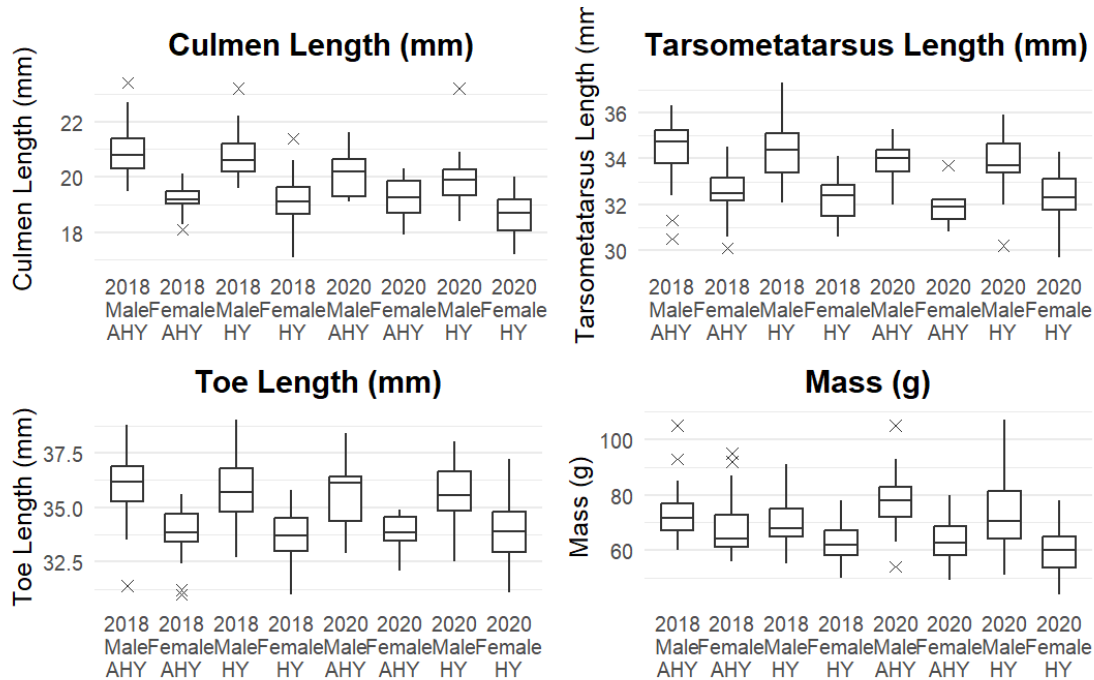 Culmen Length (mm)
Culmen Length (mm)
22
20
18
2018 2018 2018 2018 2020 2020 2020 2020
Male Female Male Female Male Female Male Female
AHY AHY HY HY AHY AHY HY HY
Tarsometatarsus Length (mm)
Tarsometatarsus Length (mm
36
34
32
30
2018 2018 2018 2018 2020 2020 2020 2020
Male Female Male Female Male Female Male Female
AHY AHY HY HY AHY AHY HY HY
Toe Length (mm)
Toe Length (mm)
37.5
35.0
32.5
2018 2018 2018 2018 2020 2020 2020 2020
Male Female Male Female Male Female Male Female
AHY AHY HY HY AHY AHY HY HY
Mass (g)
Mass (g)
100
80
60
2018 2018 2018 2018 2020 2020 2020 2020
Male Female Male Female Male Female Male Female
AHY AHY HY HY AHY AHY HY HY